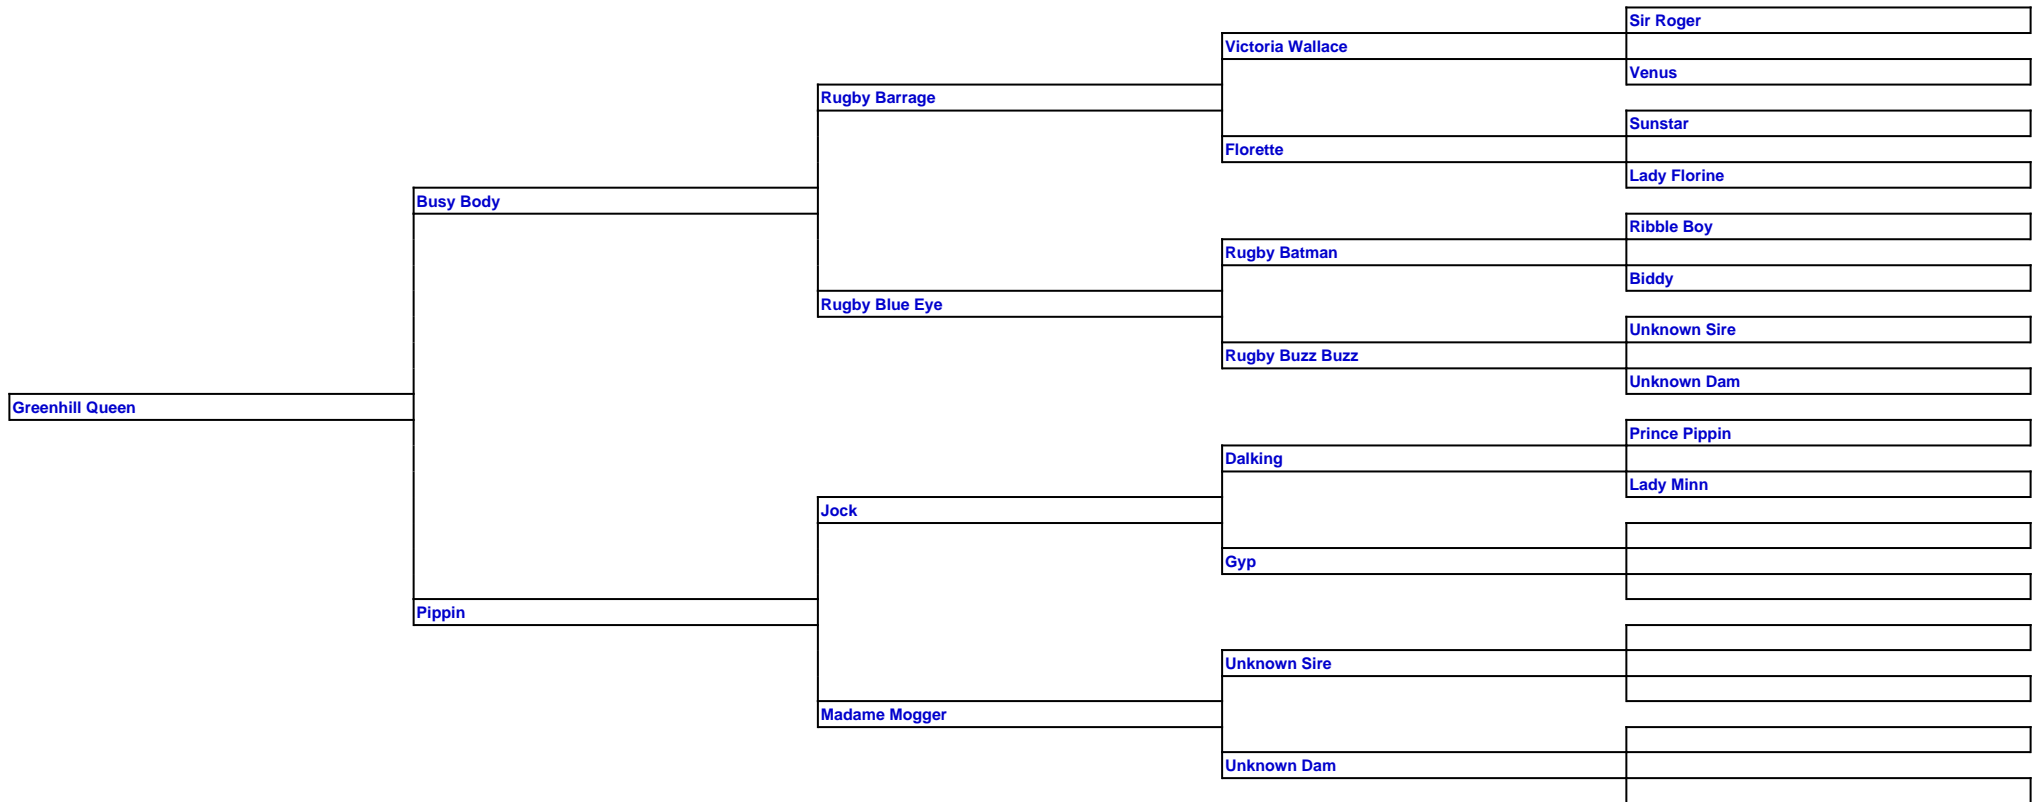 Sir Roger
Victoria Wallace
Venus
Rugby Barrage
Sunstar
Florette
Lady Florine
Busy Body
Ribble Boy
Rugby Batman
Biddy
Rugby Blue Eye
Unknown Sire
Rugby Buzz Buzz
Unknown Dam
Greenhill Queen
Prince Pippin
Dalking
Lady Minn
Jock
Gyp
Pippin
Unknown Sire
Madame Mogger
Unknown Dam